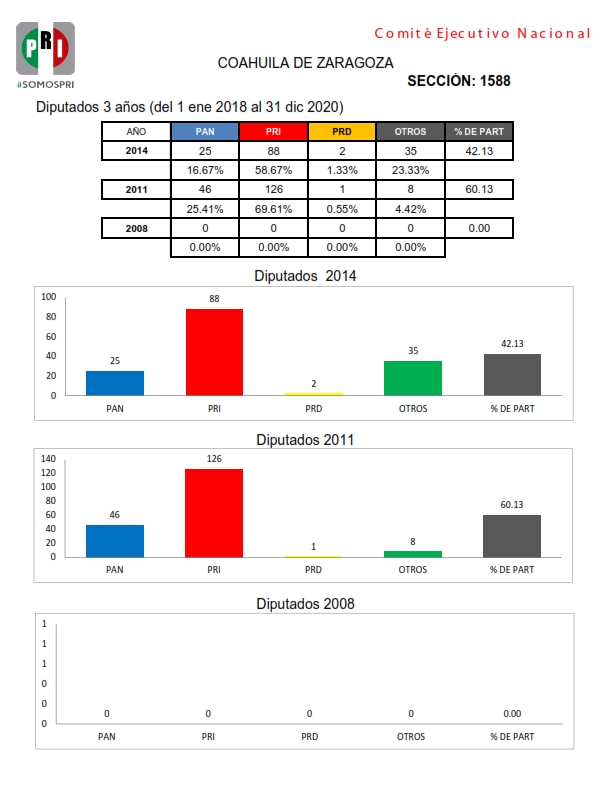 Comité Ejecutivo Nacional
PRI
#SOMOSPRI
COAHUILA DE ZARAGOZA
SECCIÓN: 1588
Diputados 3 años (del 1 ene 2018 al 31 dic 2020)
AÑO PAN PRI PRD OTROS % DE PART
2014 25 88 2 35 42.13
16.67% 58.67% 1.33% 23.33%
2011 46 126 1 8 60.13
25.41% 69.61% 0.55% 4.42%
2008 0 0 0 0 0.00
0.00% 0.00% 0.00% 0.00%
Diputados 2014
100
80
60
40
20
0
25 88 2 35 42.13
PAN PRI PRD OTROS % DE PART
Diputados 2011
140
120
100
80
60
40
20
0
46 126 1 8 60.13
PAN PRI PRD OTROS % DE PART
Diputados 2008
1
1
1
0
0
0
0 0 0 0 0.00
PAN PRI PRD OTROS % DE PART